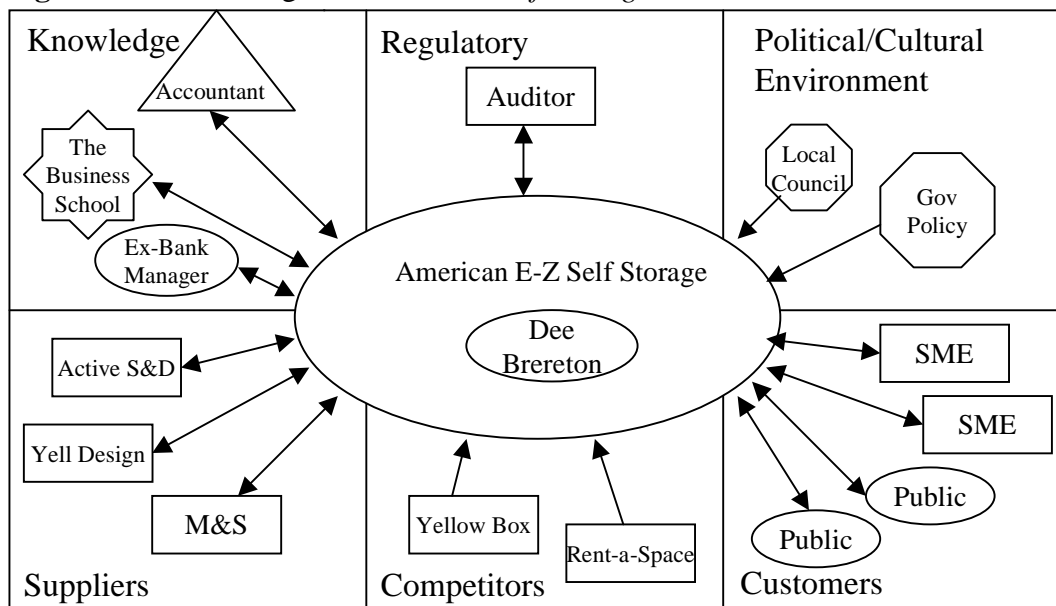 Knowledge
Accountant
The
Business
School
Ex-Bank
Manager
Regulatory
Auditor
Political/Cultural
Environment
Local
Council
Gov
Policy
American E-Z Self Storage
Dee
Brereton
Active S&D
Yell Design
M&S
Suppliers
Yellow Box
Rent-a-Space
Competitors
SME
SME
Public
Public
Customers